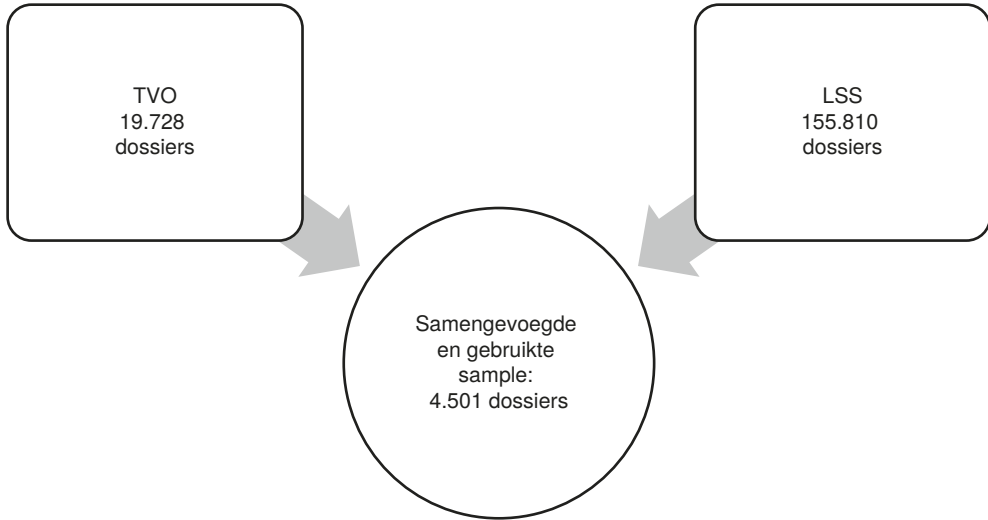 TVO
19.728
dossiers
LSS
155.810
dossiers
Samengevoegde
en gebruikte
sample:
4.501 dossiers